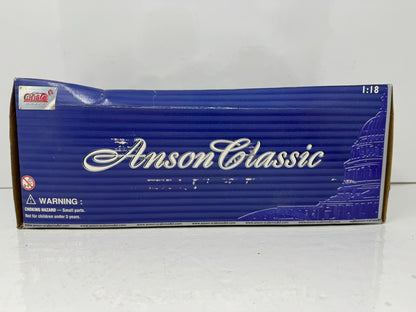 1:18
Anson Classic
WARNING :
CHOKING HAZARD — Small parts.
Not for children under 3 years.